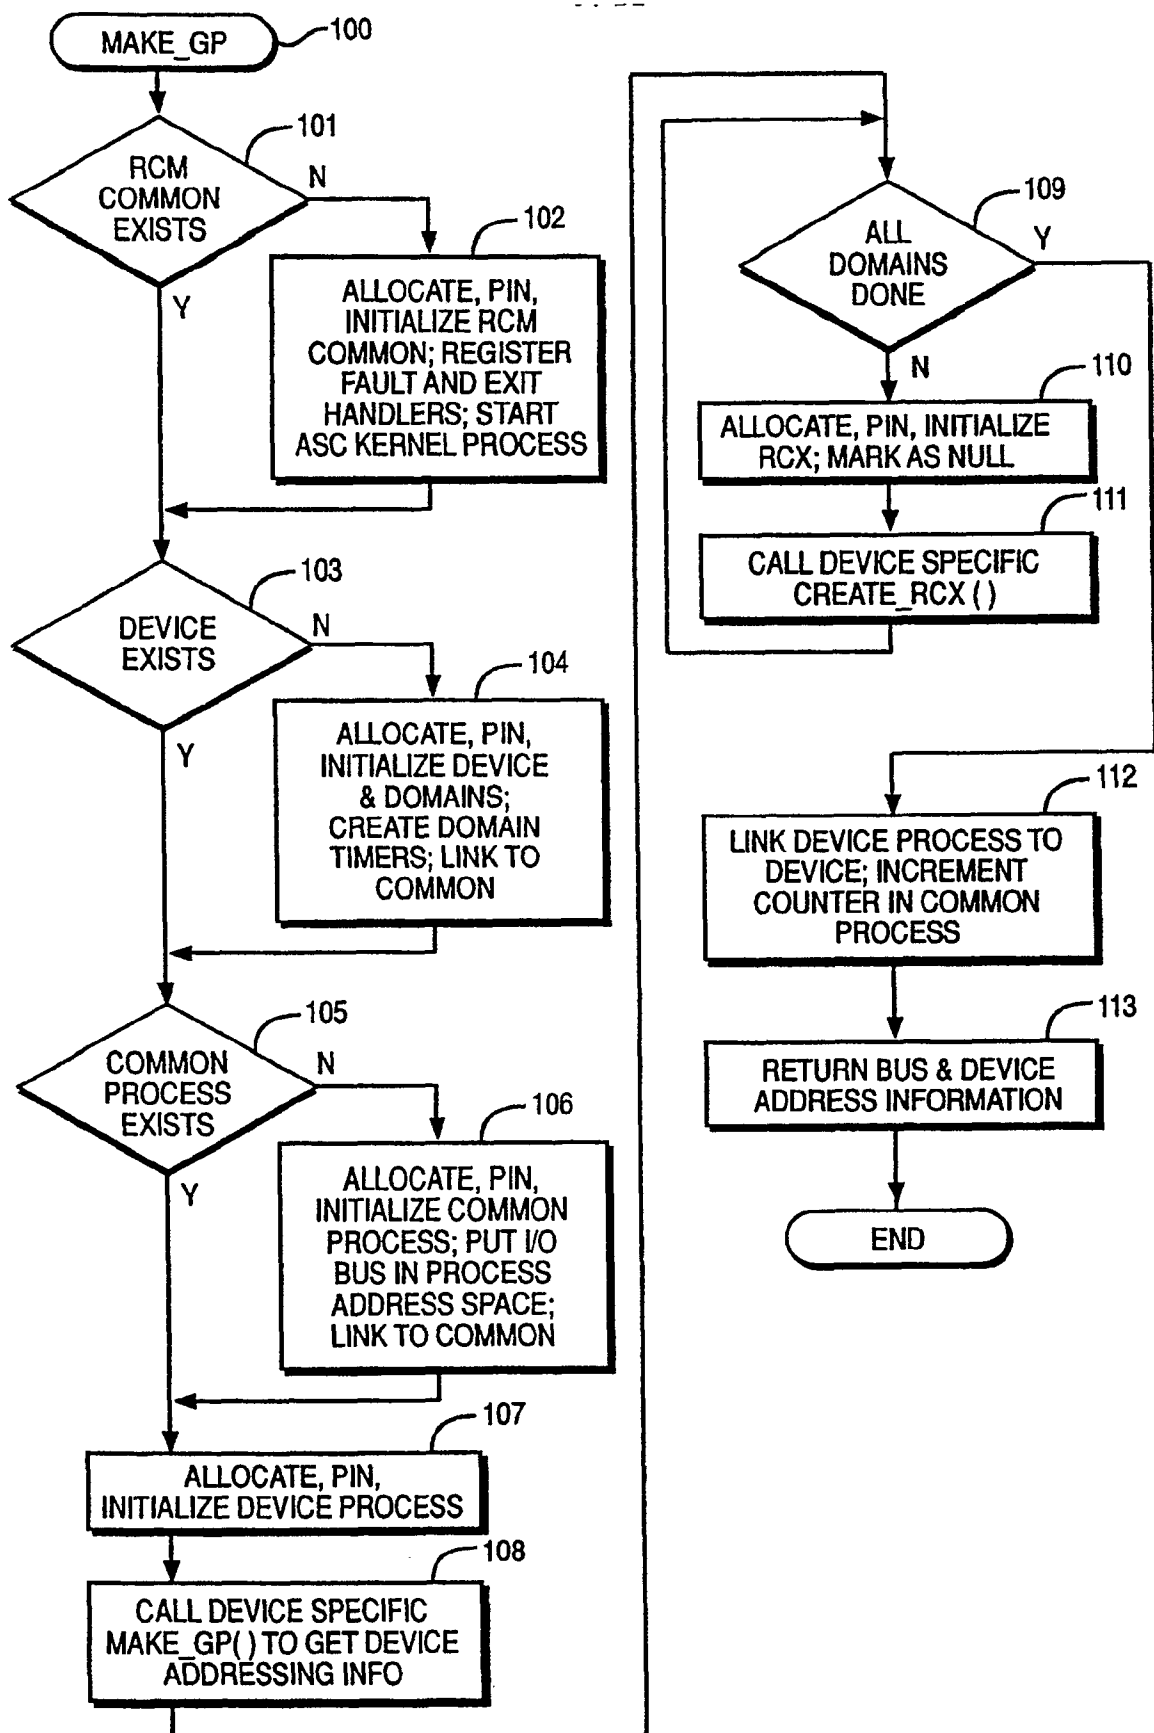 MAKE_GP
100
101
RCM
COMMON
EXISTS
N
Y
102
ALLOCATE, PIN,
INITIALIZE RCM
COMMON; REGISTER
FAULT AND EXIT
HANDLERS; START
ASC KERNEL PROCESS
103
DEVICE
EXISTS
N
Y
104
ALLOCATE, PIN,
INITIALIZE DEVICE
& DOMAINS;
CREATE DOMAIN
TIMERS; LINK TO
COMMON
105
COMMON
PROCESS
EXISTS
N
Y
106
ALLOCATE, PIN,
INITIALIZE COMMON
PROCESS; PUT I/O
BUS IN PROCESS
ADDRESS SPACE;
LINK TO COMMON
107
ALLOCATE, PIN,
INITIALIZE DEVICE PROCESS
108
CALL DEVICE SPECIFIC
MAKE_GP( ) TO GET DEVICE
ADDRESSING INFO
109
ALL
DOMAINS
DONE
Y
N
110
ALLOCATE, PIN, INITIALIZE
RCX; MARK AS NULL
111
CALL DEVICE SPECIFIC
CREATE_RCX ( )
112
LINK DEVICE PROCESS TO
DEVICE; INCREMENT
COUNTER IN COMMON
PROCESS
113
RETURN BUS & DEVICE
ADDRESS INFORMATION
END